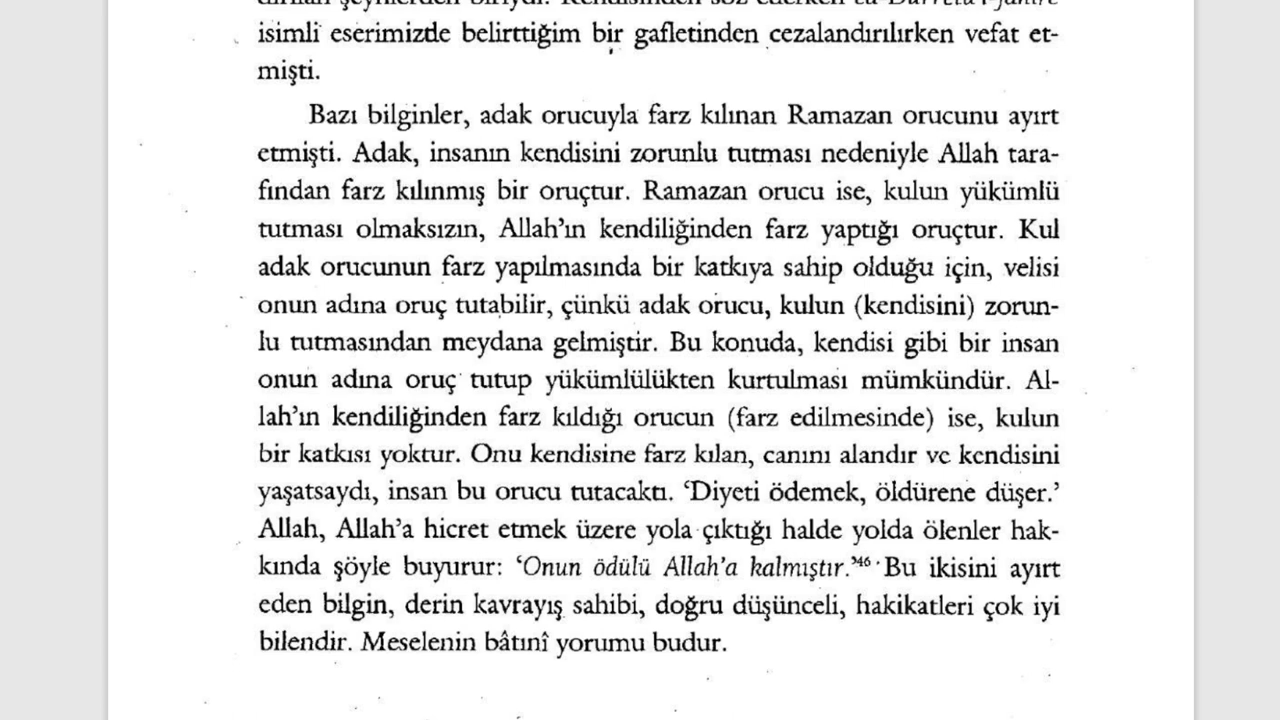 isimli eserimizde belirttiğim bir gafletinden cezalandırılırken vefat et-
mişti.
Bazı bilginler, adak orucuyla farz kılınan Ramazan orucunu ayırt
etmişti. Adak, insanın kendisini zorunlu tutması nedeniyle Allah tara-
fından farz kılınmış bir oruçtur. Ramazan orucu ise, kulun yükümlü
tutması olmaksızın, Allah'ın kendiliğinden farz yaptığı oruçtur. Kul
adak orucunun farz yapılmasında bir katkıya sahip olduğu için, velisi
onun adına oruç tutabilir, çünkü adak orucu, kulun (kendisini) zorun-
lu tutmasından meydana gelmiştir. Bu konuda, kendisi gibi bir insan
onun adına oruç tutup yükümlülükten kurtulması mümkündür. Al-
lah'ın kendiliğinden farz kıldığı orucun (farz edilmesinde) ise, kulun
bir katkısı yoktur. Onu kendisine farz kılan, canını alandır ve kendisini
yaşatsaydı, insan bu orucu tutacaktı. 'Diyeti ödemek, öldürene düşer.'
Allah, Allah'a hicret etmek üzere yola çıktığı halde yolda ölenler hak-
kında şöyle buyurur: 'Onun ödülü Allah'a kalmıştır.'46 Bu ikisini ayırt
eden bilgin, derin kavrayış sahibi, doğru düşünceli, hakikatleri çok iyi
bilendir. Meselenin bâtınî yorumu budur.